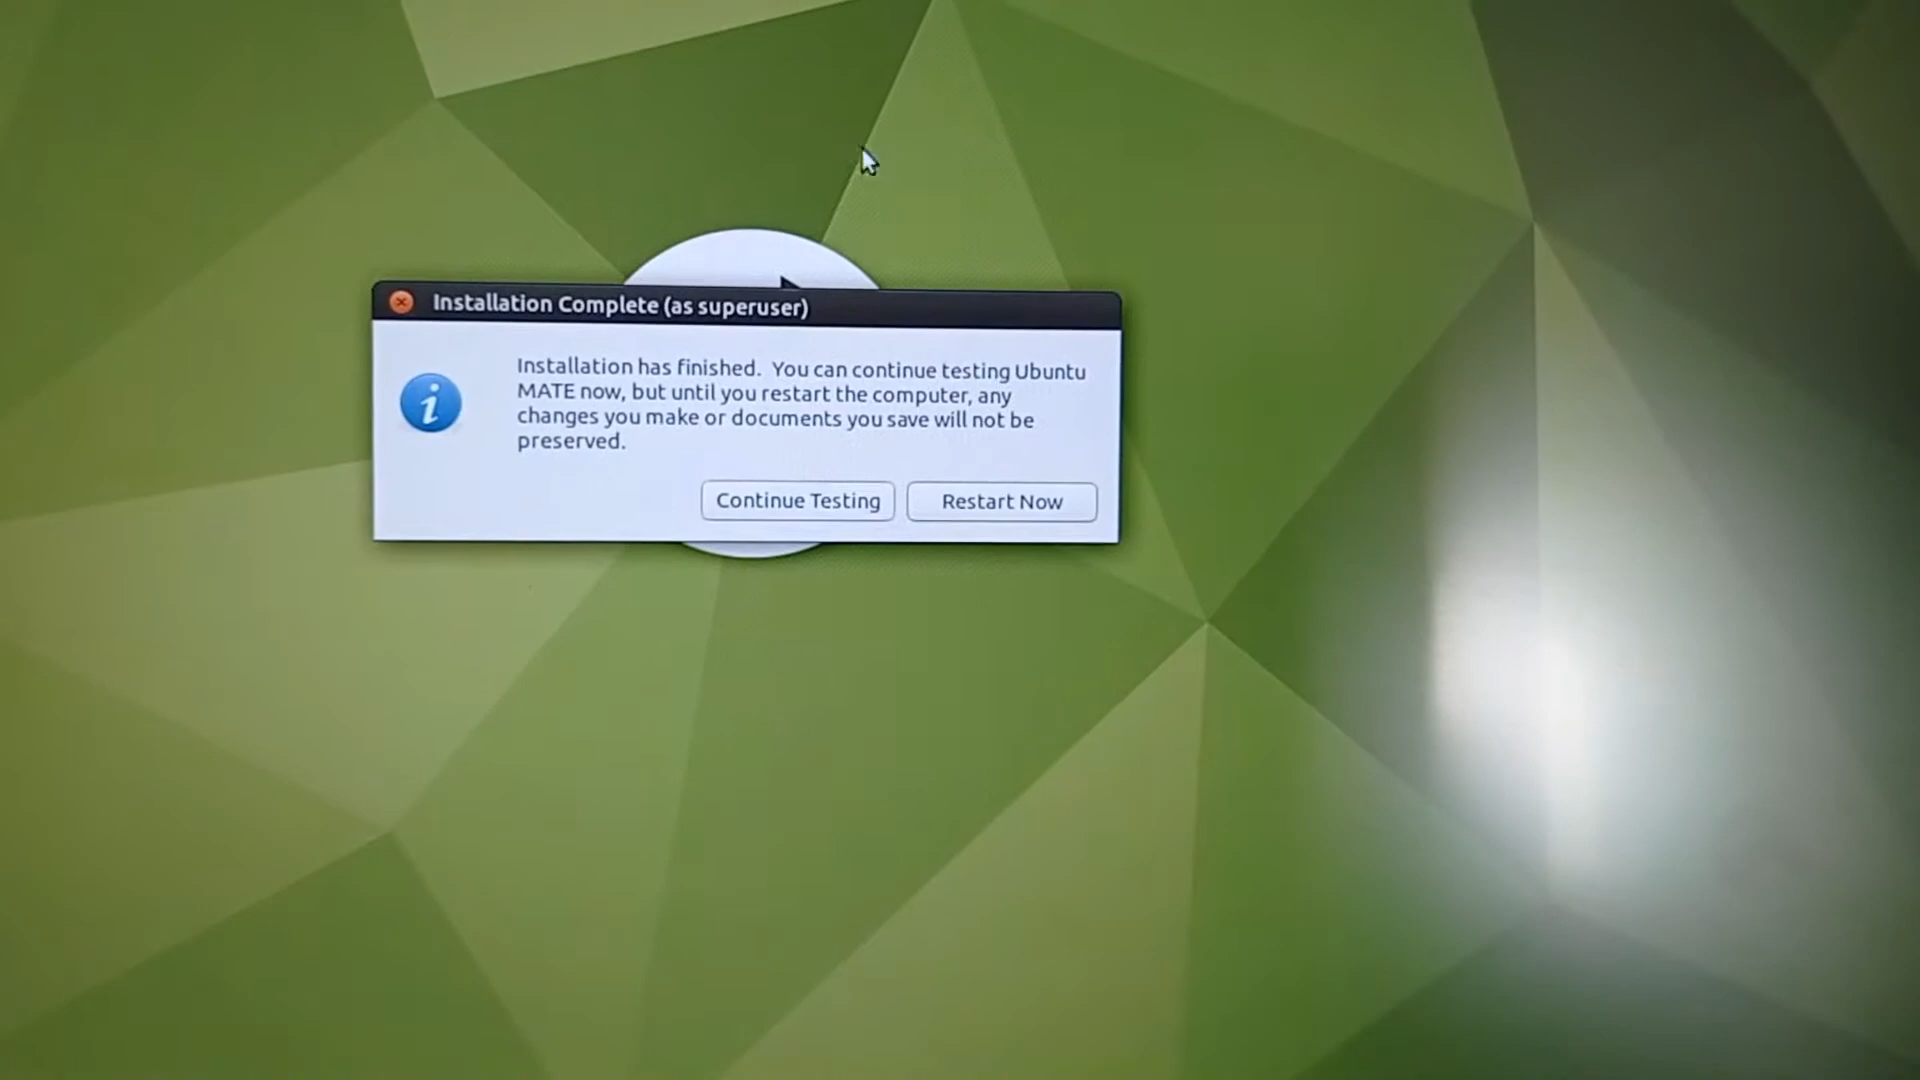 Installation Complete (as superuser)
Installation has finished.  You can continue testing Ubuntu
MATE now, but until you restart the computer, any
changes you make or documents you save will not be
preserved.
Continue Testing
Restart Now